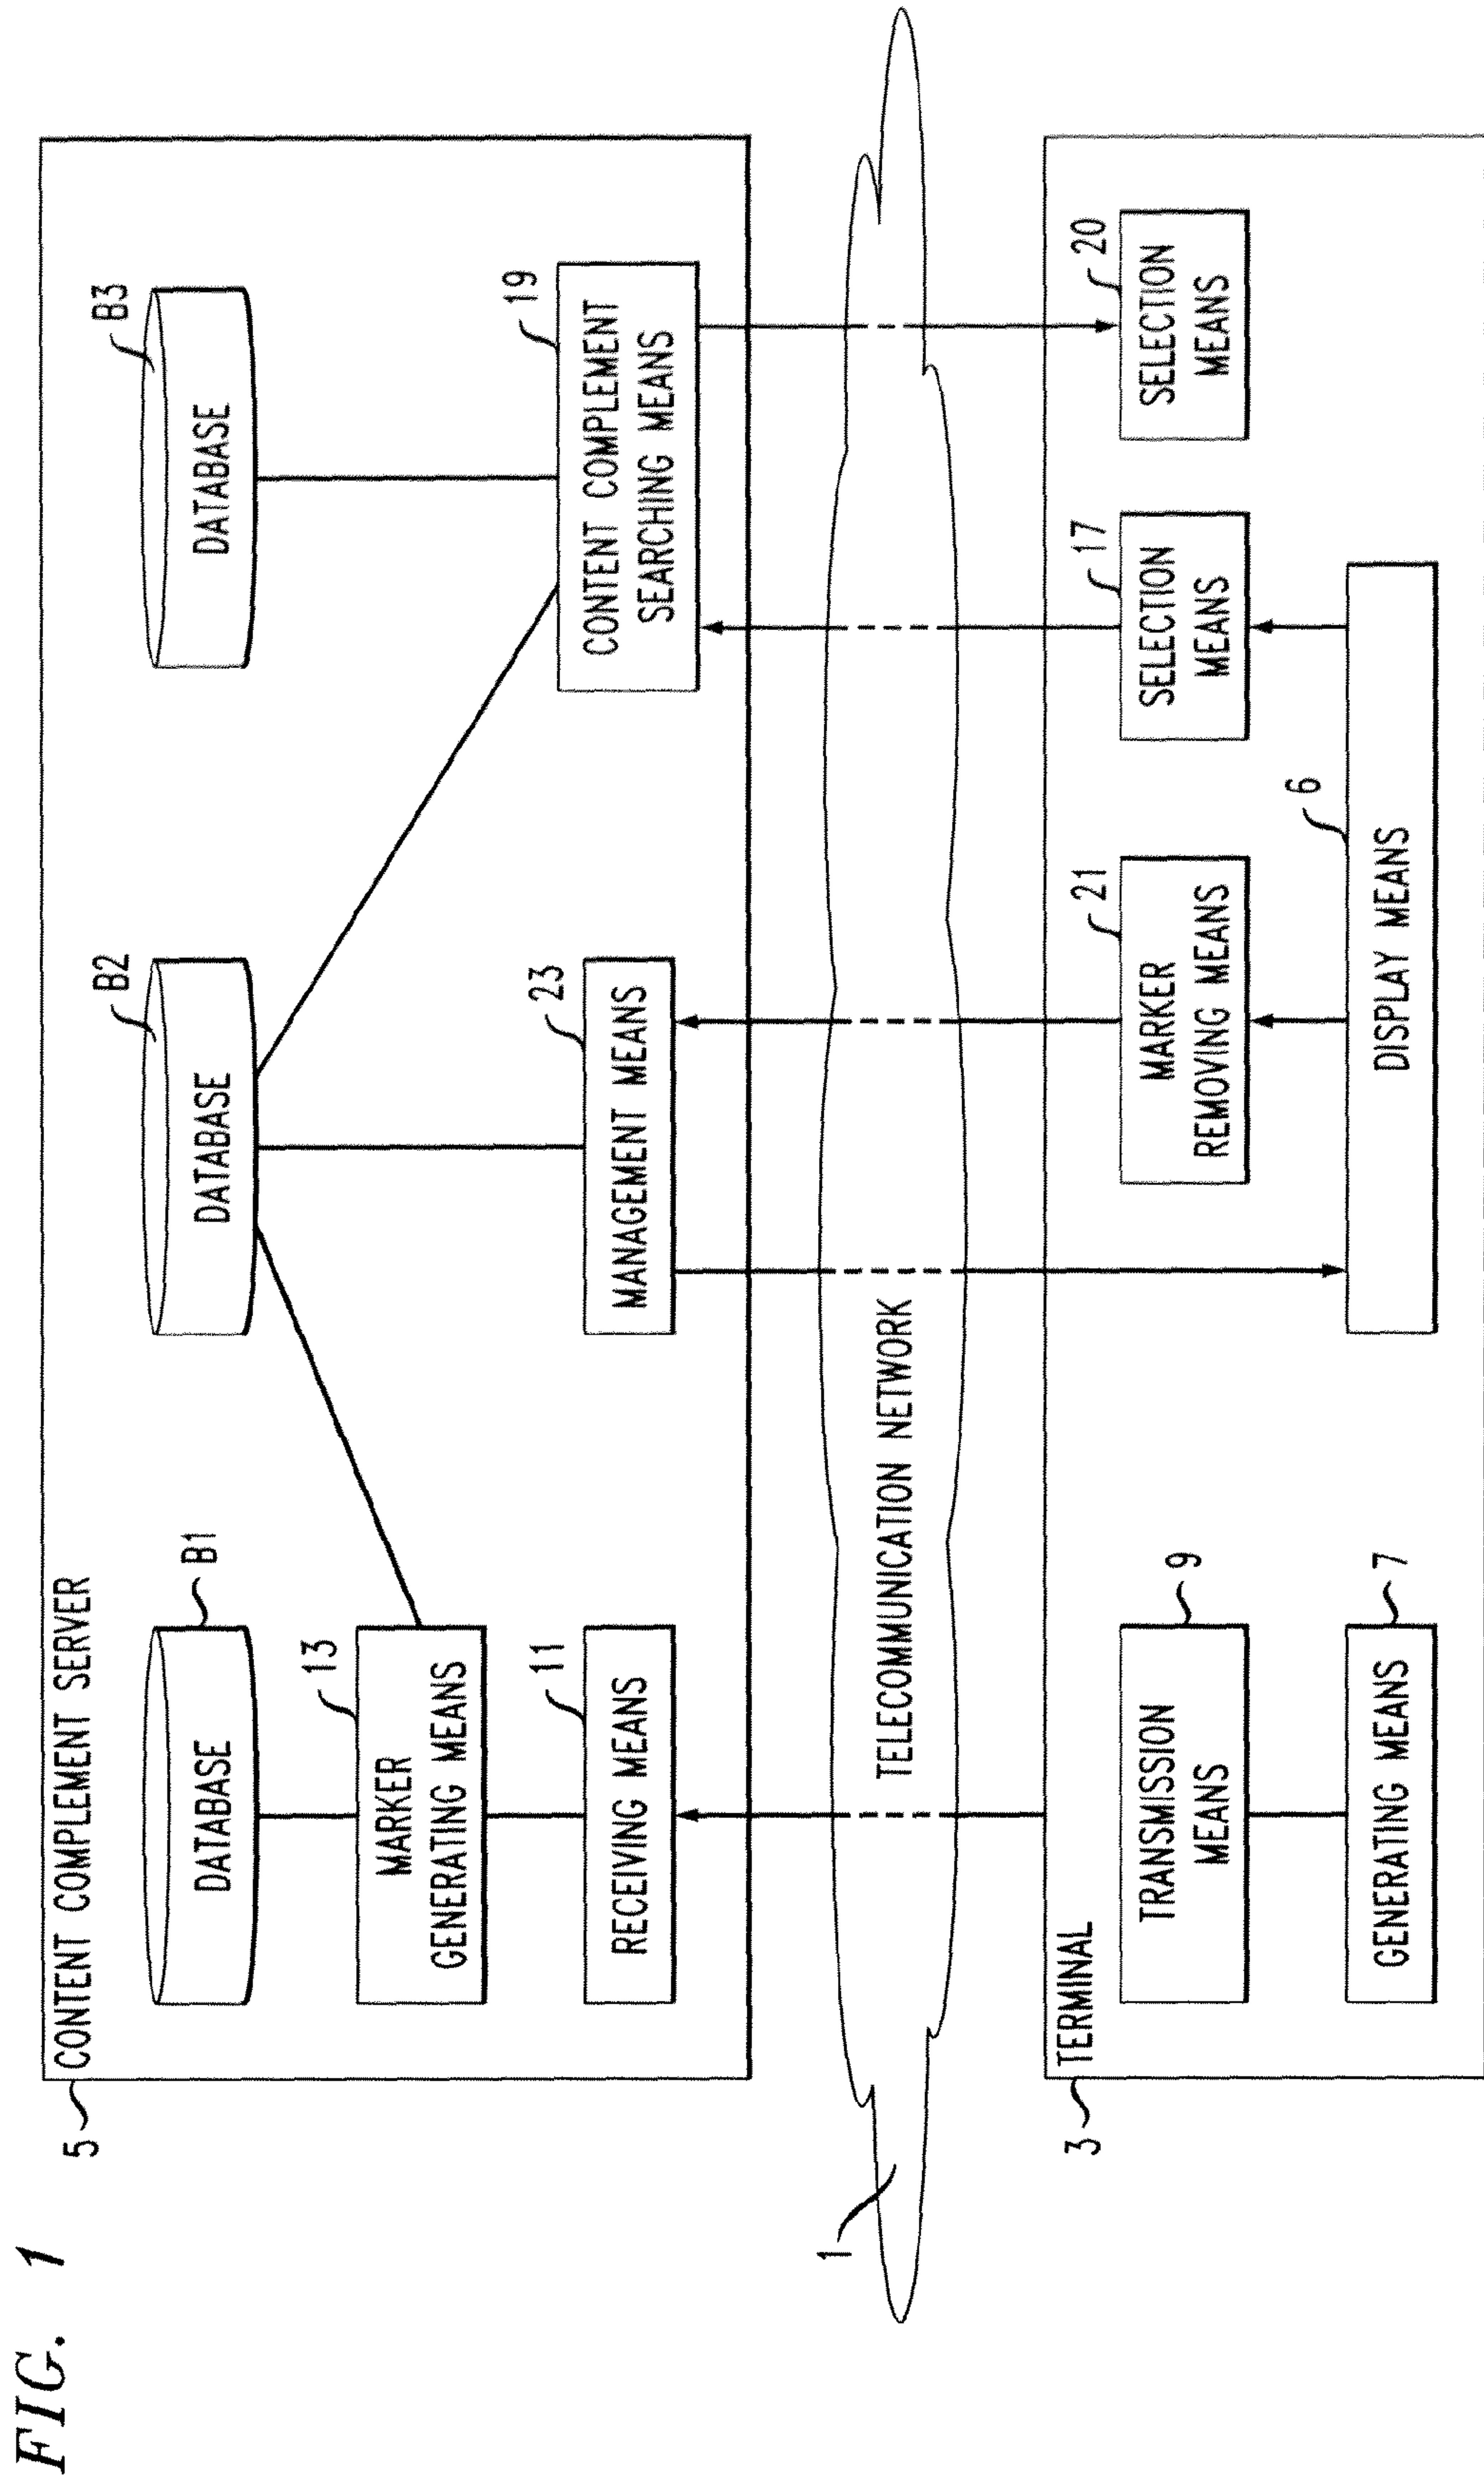 FIG. 1
5
CONTENT COMPLEMENT SERVER
DATABASE
B1
DATABASE
B2
DATABASE
B3
MARKER
GENERATING MEANS
13
RECEIVING MEANS
11
MANAGEMENT MEANS
23
CONTENT COMPLEMENT
SEARCHING MEANS
19
1
TELECOMMUNICATION NETWORK
3
TERMINAL
TRANSMISSION
MEANS
9
GENERATING MEANS
7
MARKER
REMOVING MEANS
21
SELECTION
MEANS
17
SELECTION
MEANS
20
DISPLAY MEANS
6